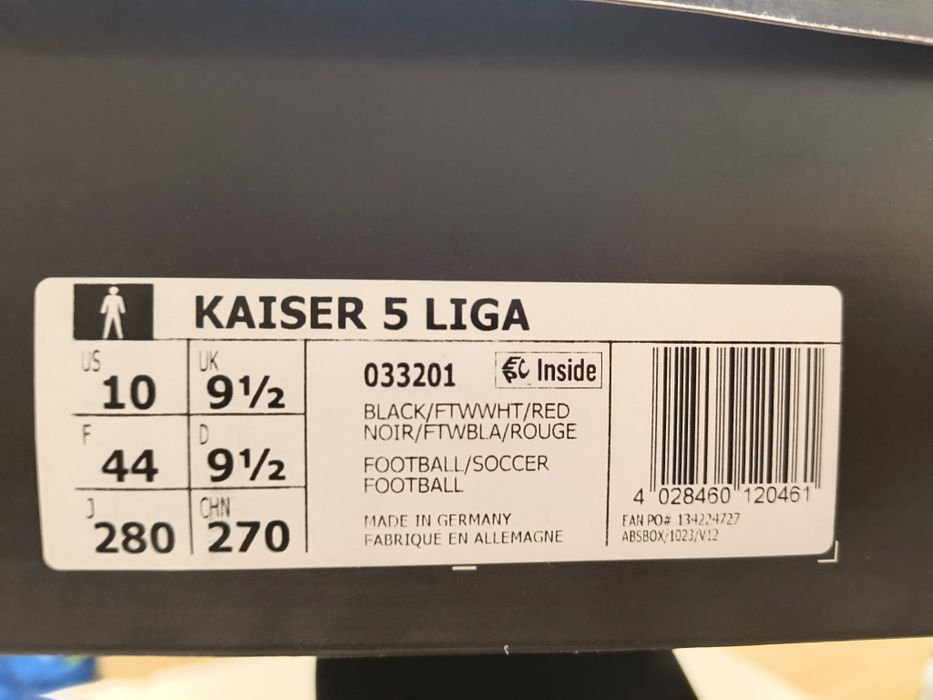 KAISER 5 LIGA
US
10
UK
9½
F
44
D
9½
J
280
CHN
270
033201
EPC Inside
BLACK/FTWWHT/RED
NOIR/FTWBLA/ROUGE
FOOTBALL/SOCCER
FOOTBALL
MADE IN GERMANY
FABRIQUÉ EN ALLEMAGNE
4 028460 120461
EAN PO# 134224727
ABSBOX/1023/V12